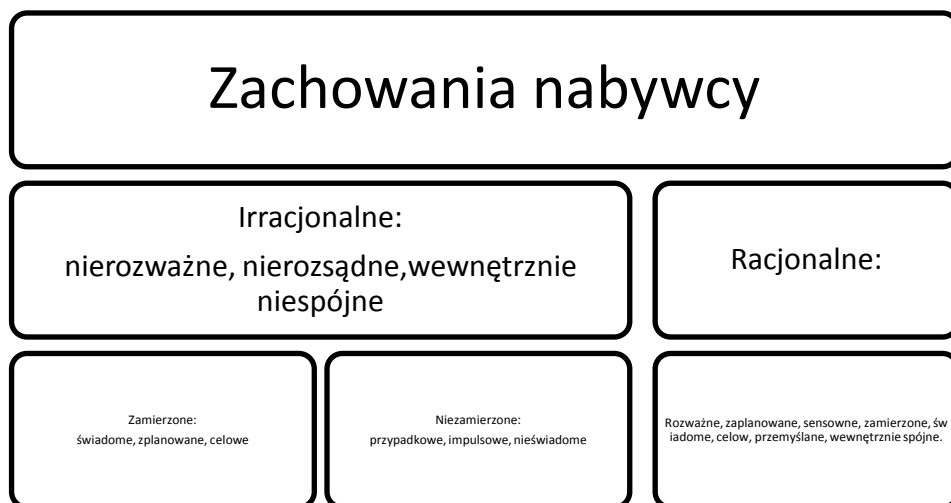 Zachowania nabywcy
Irracjonalne:
nierozważne, nierozsądne,wewnętrznie
niespójne
Racjonalne:
Zamierzone:
świadome, zplanowane, celowe
Niezamierzone:
przypadkowe, impulsowe, nieświadome
Rozważne, zaplanowane, sensowne, zamierzone, św
iadome, celow, przemyślane, wewnętrznie spójne.